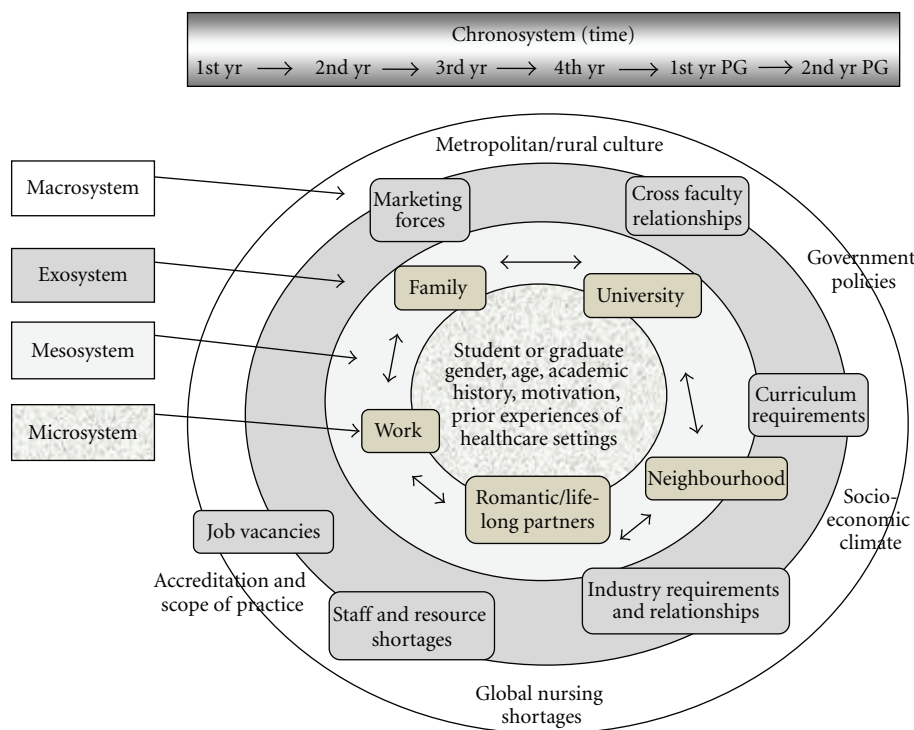 Chronosystem (time)
1st yr → 2nd yr → 3rd yr → 4th yr → 1st yr PG → 2nd yr PG
Metropolitan/rural culture
Macrosystem
Marketing
forces
Cross faculty
relationships
Exosystem
Government
policies
Family
University
Mesosystem
Student or graduate
gender, age, academic
history, motivation,
prior experiences of
healthcare settings
Curriculum
requirements
Microsystem
Work
Neighbourhood
Romantic/life-
long partners
Socio-
economic
climate
Job vacancies
Accreditation and
scope of practice
Industry requirements
and relationships
Staff and resource
shortages
Global nursing
shortages